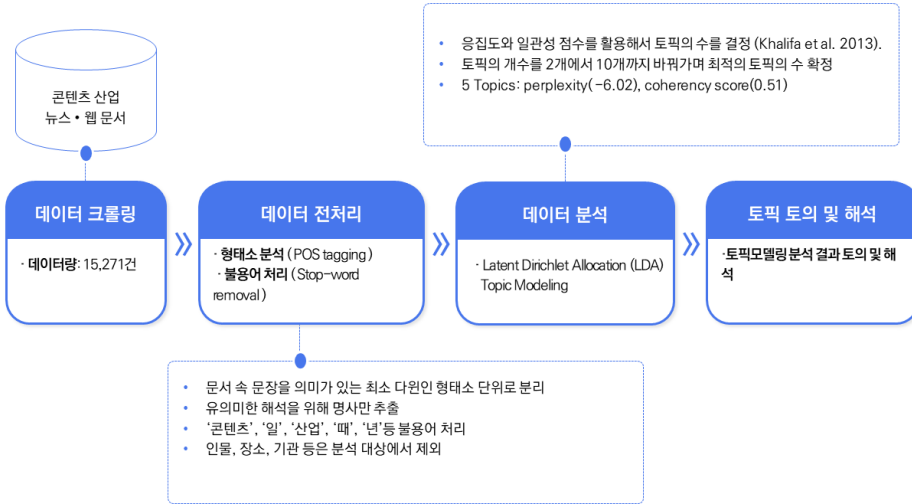 콘텐츠 산업
뉴스 • 웹 문서
• 응집도와 일관성 점수를 활용해서 토픽의 수를 결정 (Khalifa et al. 2013).
• 토픽의 개수를 2개에서 10개까지 바꿔가며 최적의 토픽의 수 확정
• 5 Topics: perplexity( -6.02), coherency score(0.51)
데이터 크롤링
· 데이터량: 15,271건
데이터 전처리
· 형태소 분석 ( POS tagging )
· 불용어 처리 ( Stop-word
removal )
데이터 분석
· Latent Dirichlet Allocation (LDA)
Topic Modeling
토픽 토의 및 해석
·토픽모델링 분석 결과 토의 및 해
석
• 문서 속 문장을 의미가 있는 최소 다윈인 형태소 단위로 분리
• 유의미한 해석을 위해 명사만 추출
• ‘콘텐츠’, ‘일’, ‘산업’, ‘때’, ‘년’등 불용어 처리
• 인물, 장소, 기관 등은 분석 대상에서 제외